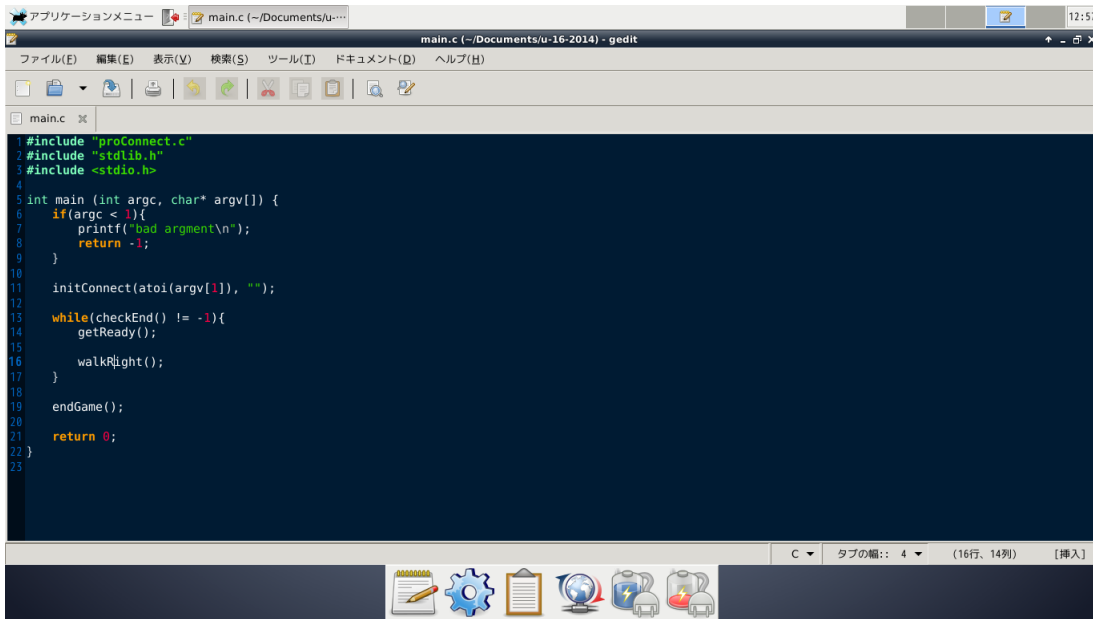 アプリケーションメニュー main.c (~/Documents/u-…
main.c (~/Documents/u-16-2014) - gedit
ファイル(F) 編集(E) 表示(V) 検索(S) ツール(T) ドキュメント(D) ヘルプ(H)
main.c
1 #include "proConnect.c"
2 #include "stdlib.h"
3 #include <stdio.h>
4
5 int main (int argc, char* argv[]) {
6     if(argc < 1){
7         printf("bad argment\n");
8         return -1;
9     }
10
11     initConnect(atoi(argv[1]), "");
12
13     while(checkEnd() != -1){
14         getReady();
15
16         walkRight();
17     }
18
19     endGame();
20
21     return 0;
22 }
23
C タブの幅:: 4 (16行、14列) [挿入]